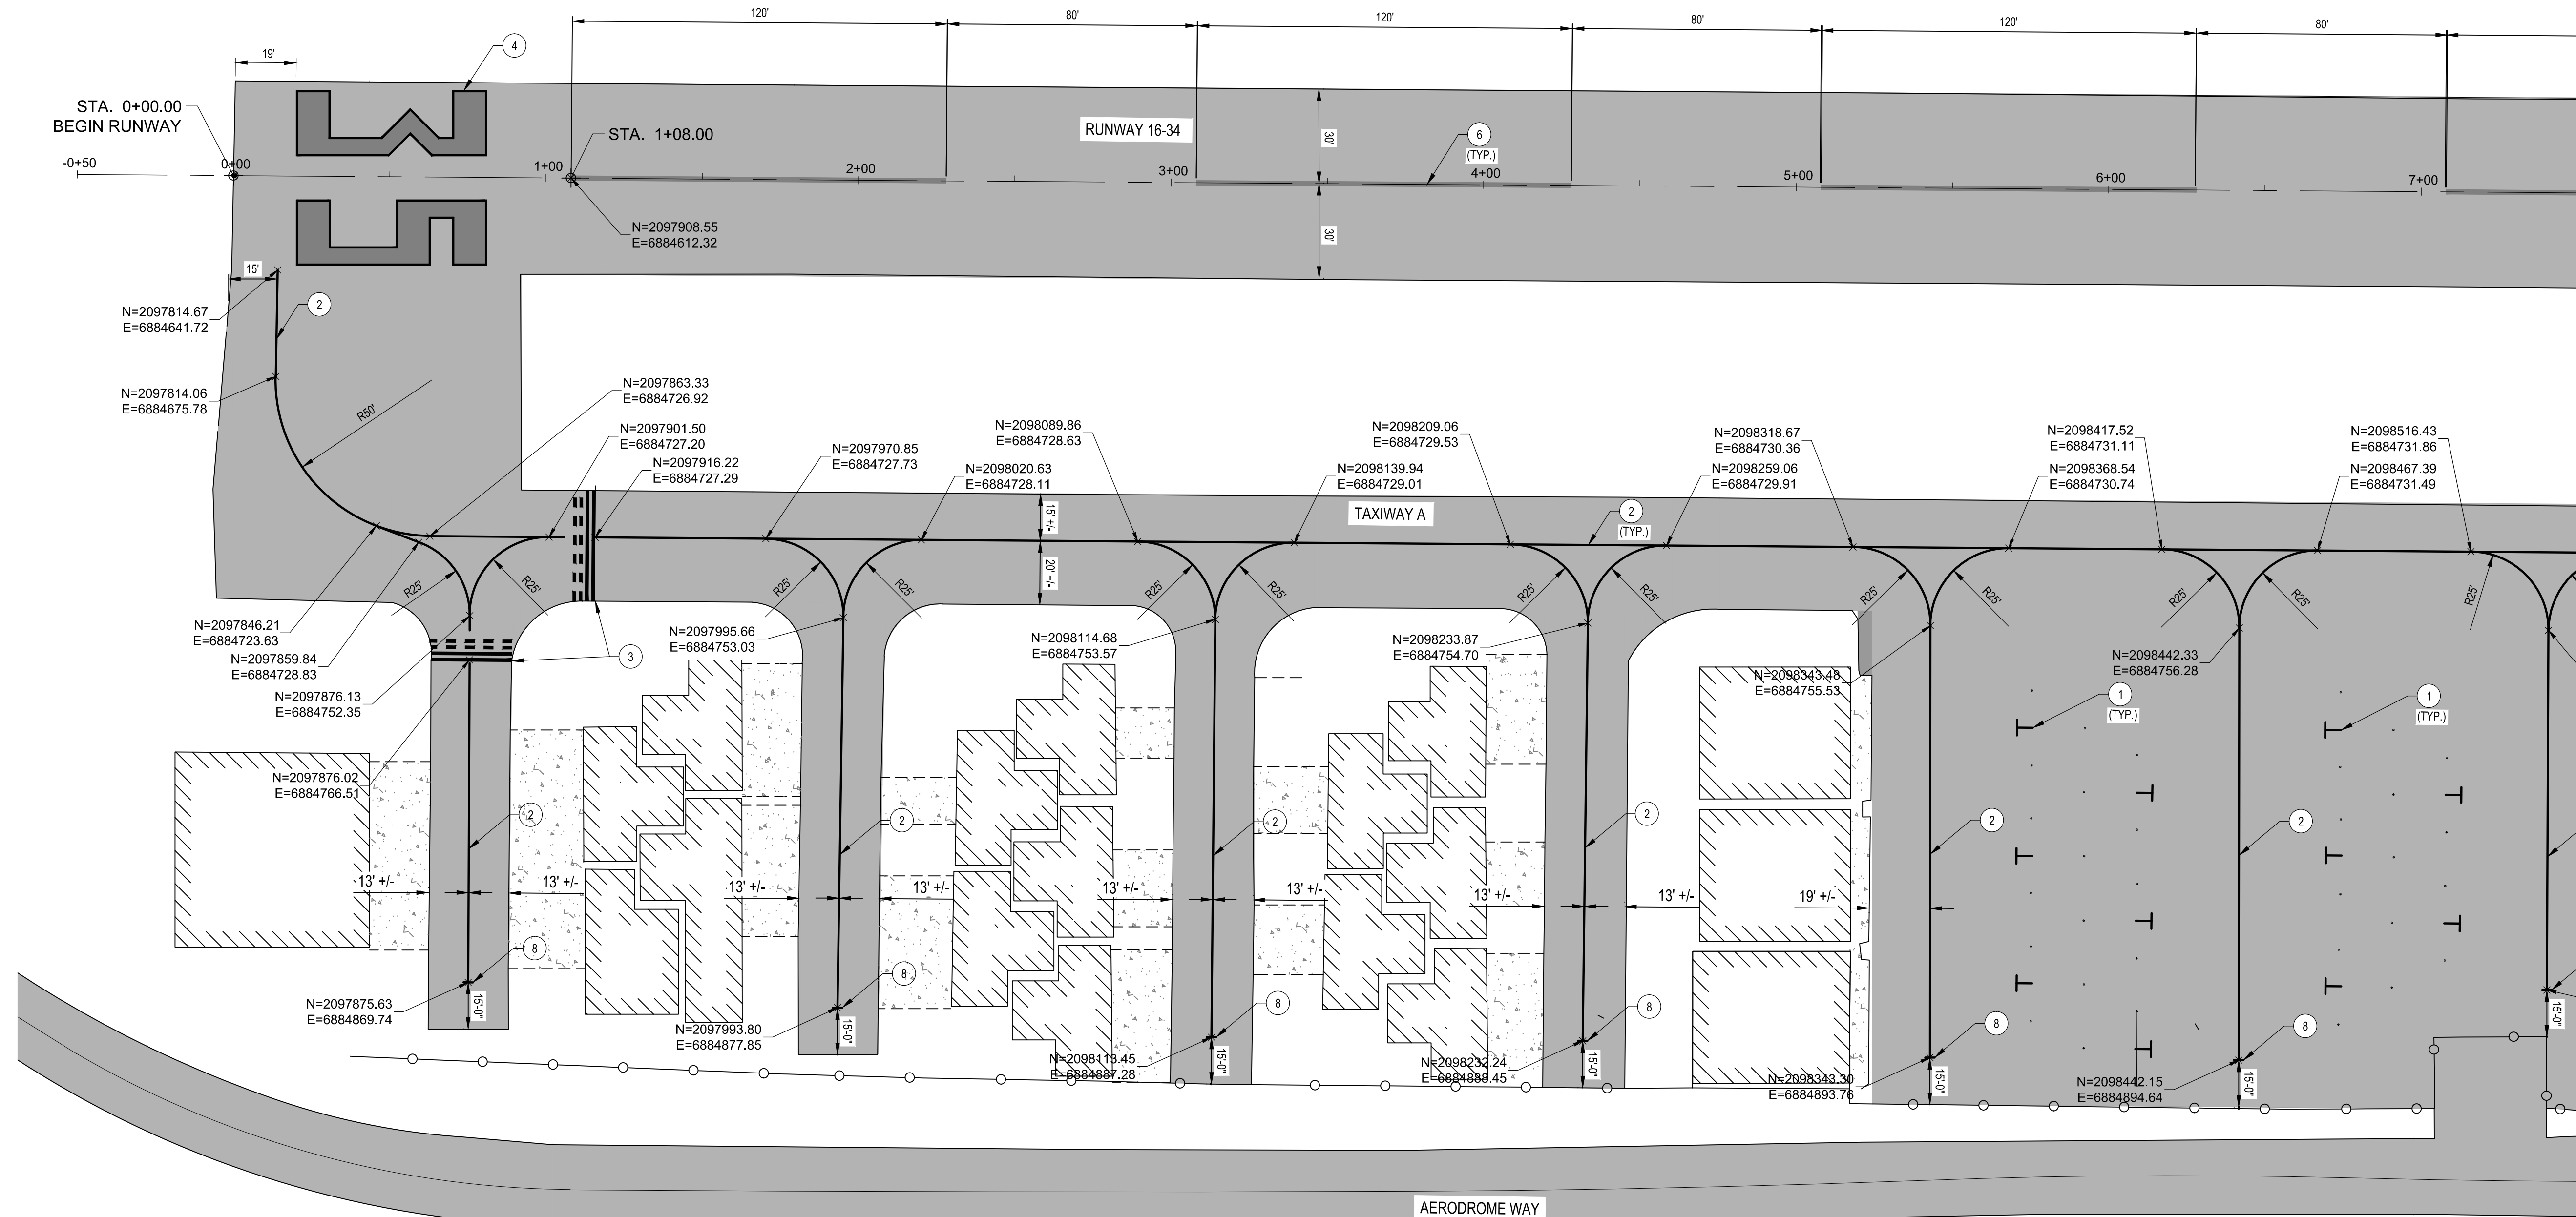 120'
80'
120'
80'
120'
80'
19'
4
STA. 0+00.00
BEGIN RUNWAY
-0+50
0+00
1+00
2+00
3+00
4+00
5+00
6+00
7+00
STA. 1+08.00
RUNWAY 16-34
30'
30'
6
(TYP.)
N=2097908.55
E=6884612.32
15'
2
N=2097814.67
E=6884641.72
N=2097814.06
E=6884675.78
R50'
N=2097863.33
E=6884726.92
N=2097901.50
E=6884727.20
N=2097916.22
E=6884727.29
N=2097970.85
E=6884727.73
N=2098089.86
E=6884728.63
N=2098020.63
E=6884728.11
N=2098209.06
E=6884729.53
N=2098139.94
E=6884729.01
N=2098318.67
E=6884730.36
N=2098259.06
E=6884729.91
N=2098417.52
E=6884731.11
N=2098368.54
E=6884730.74
N=2098516.43
E=6884731.86
N=2098467.39
E=6884731.49
15' +/-
20' +/-
TAXIWAY A
2
(TYP.)
R25'
R25'
R25'
R25'
R25'
R25'
R25'
R25'
R25'
R25'
R25'
R25'
R25'
N=2097846.21
E=6884723.63
N=2097859.84
E=6884728.83
N=2097876.13
E=6884752.35
3
N=2097995.66
E=6884753.03
N=2098114.68
E=6884753.57
N=2098233.87
E=6884754.70
N=2098343.48
E=6884755.53
N=2098442.33
E=6884756.28
1
(TYP.)
1
(TYP.)
N=2097876.02
E=6884766.51
2
2
2
2
2
2
13' +/-
13' +/-
13' +/-
13' +/-
13' +/-
13' +/-
13' +/-
13' +/-
19' +/-
8
8
8
8
8
8
N=2097875.63
E=6884869.74
15'-0"
N=2097993.80
E=6884877.85
15'-0"
N=2098113.45
E=6884887.28
15'-0"
N=2098232.24
E=6884888.45
15'-0"
N=2098343.30
E=6884893.76
15'-0"
N=2098442.15
E=6884894.64
15'-0"
15'-0"
AERODROME WAY